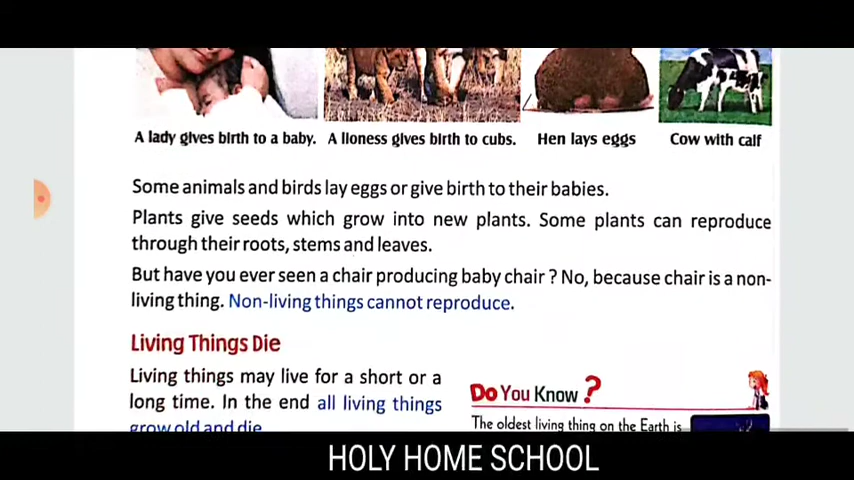 A lady gives birth to a baby. A lioness gives birth to cubs. Hen lays eggs Cow with calf
Some animals and birds lay eggs or give birth to their babies.
Plants give seeds which grow into new plants. Some plants can reproduce
through their roots, stems and leaves.
But have you ever seen a chair producing baby chair ? No, because chair is a non-
living thing. Non-living things cannot reproduce.
Living Things Die
Living things may live for a short or a
long time. In the end all living things
grow old and die
Do You Know ?
The oldest living thing on the Earth is
HOLY HOME SCHOOL